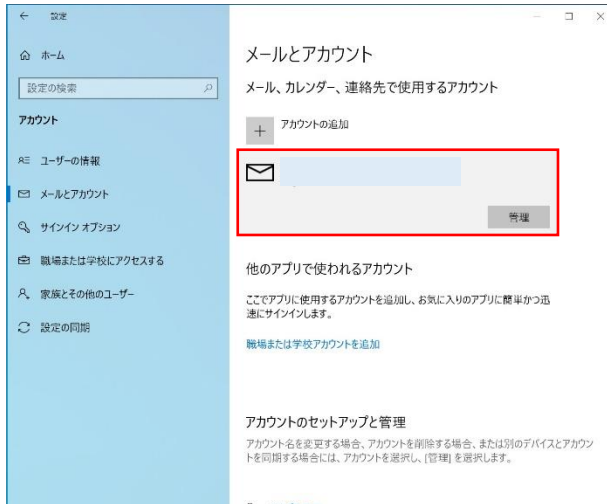 設定
ホーム
設定の検索
アカウント
ユーザーの情報
メールとアカウント
サインイン オプション
職場または学校にアクセスする
家族とその他のユーザー
設定の同期
メールとアカウント
メール、カレンダー、連絡先で使用するアカウント
アカウントの追加
管理
他のアプリで使われるアカウント
ここでアプリに使用するアカウントを追加し、お気に入りのアプリに簡単かつ迅
速にサインインします。
職場または学校アカウントを追加
アカウントのセットアップと管理
アカウント名を変更する場合、アカウントを削除する場合、または別のデバイスとアカウン
トを同期する場合には、アカウントを選択し、[管理] を選択します。